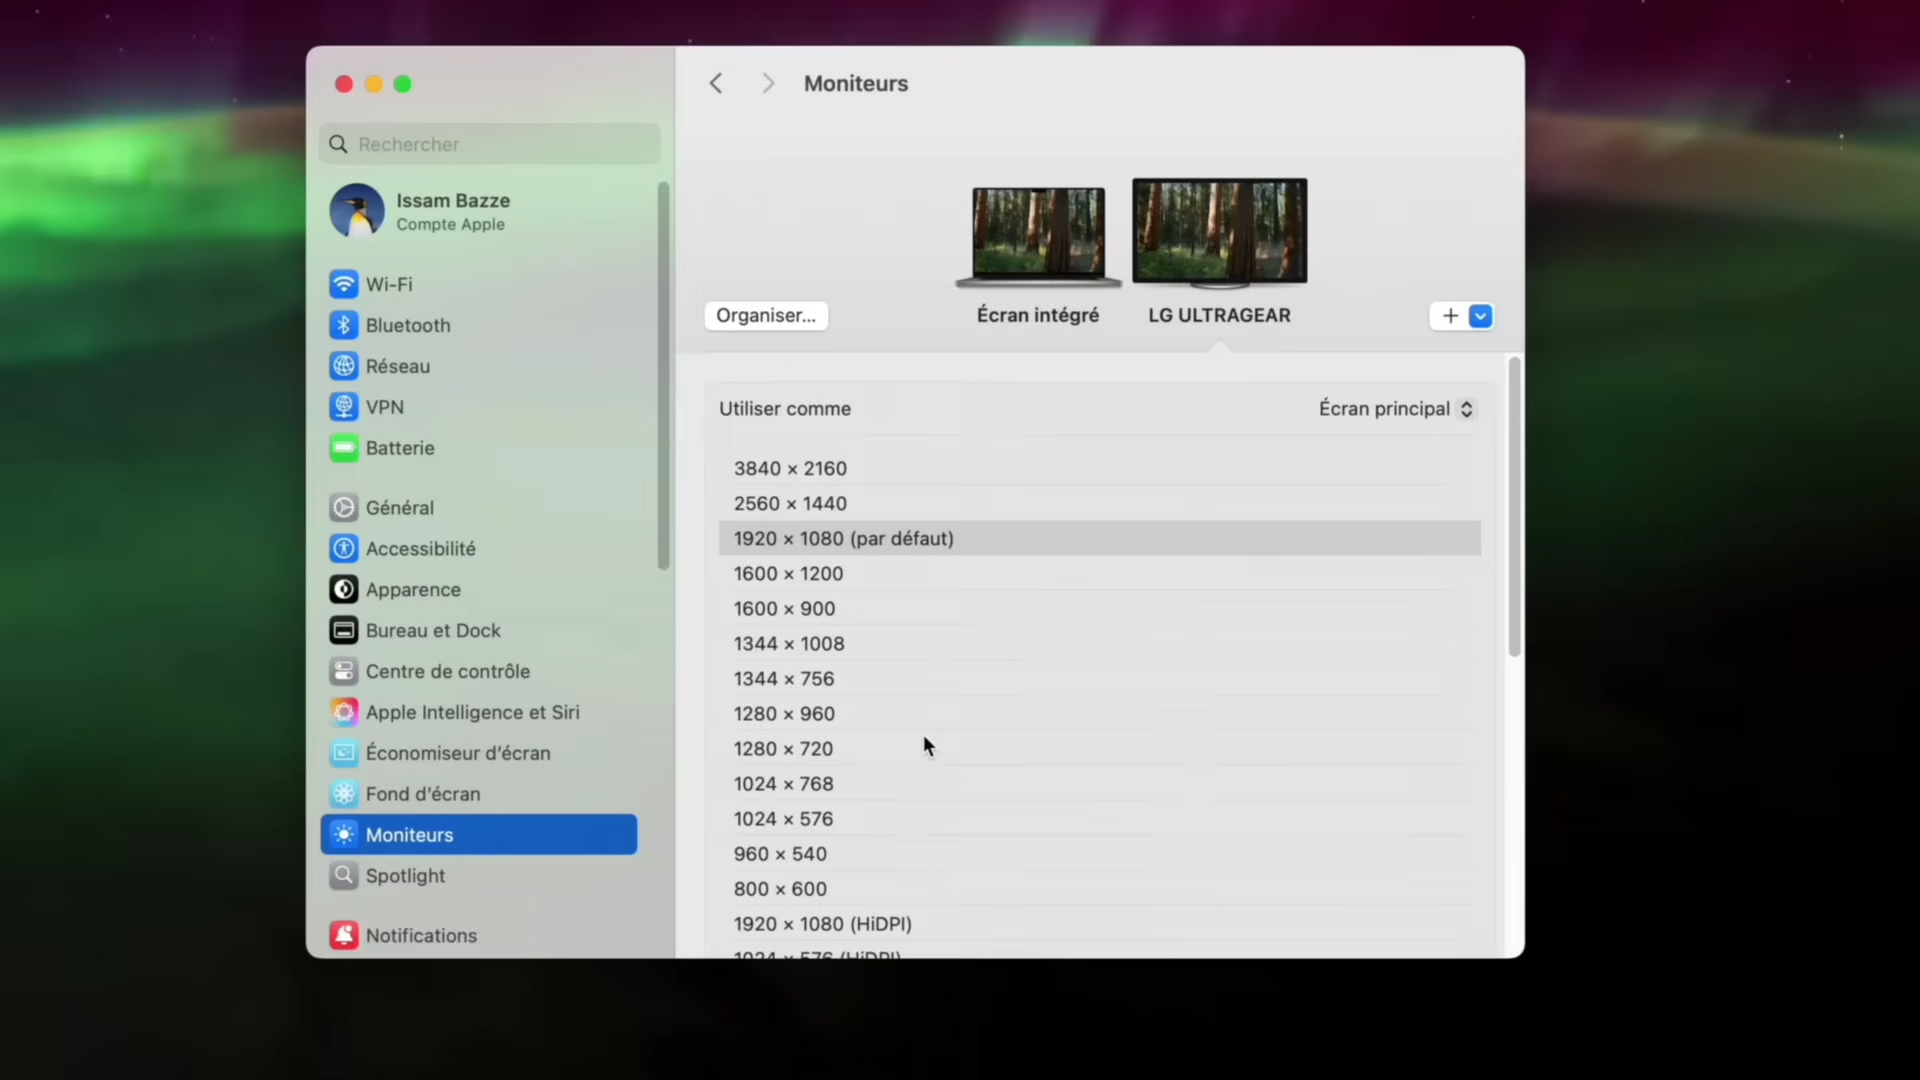 Moniteurs
Rechercher
Issam Bazze
Compte Apple
Wi-Fi
Bluetooth
Réseau
VPN
Batterie
Général
Accessibilité
Apparence
Bureau et Dock
Centre de contrôle
Apple Intelligence et Siri
Économiseur d'écran
Fond d'écran
Moniteurs
Spotlight
Notifications
Organiser...
Écran intégré
LG ULTRAGEAR
Utiliser comme
Écran principal
3840 × 2160
2560 × 1440
1920 × 1080 (par défaut)
1600 × 1200
1600 × 900
1344 × 1008
1344 × 756
1280 × 960
1280 × 720
1024 × 768
1024 × 576
960 × 540
800 × 600
1920 × 1080 (HiDPI)
1024 × 576 (HiDPI)